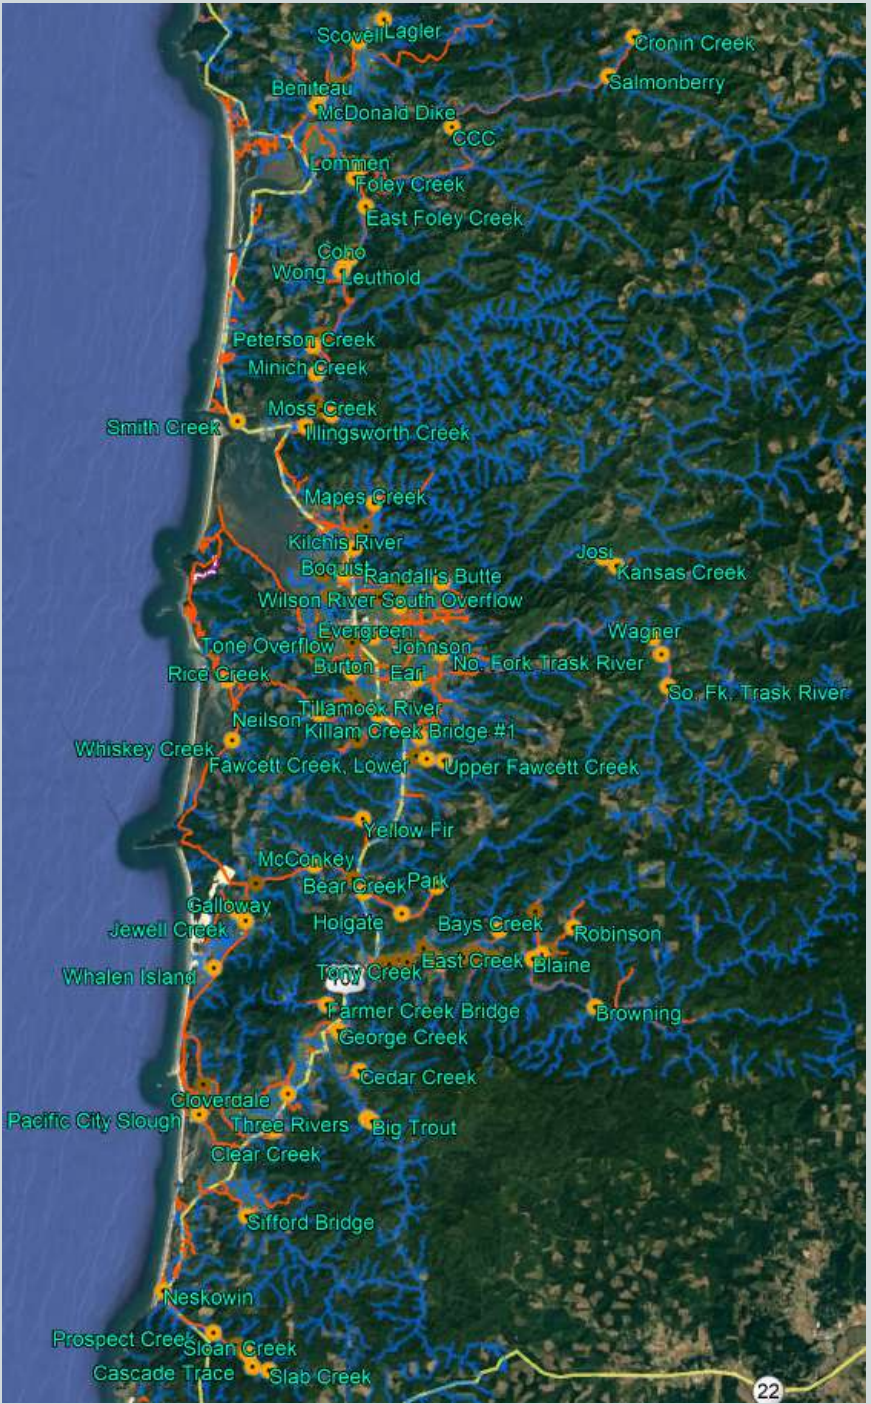 Scovell
Lagler
Cronin Creek
Salmonberry
Beniteau
McDonald Dike
CCC
Lommen
Foley Creek
East Foley Creek
Coho
Wong
Leuthold
Peterson Creek
Minich Creek
Moss Creek
Smith Creek
Illingsworth Creek
Mapes Creek
Kilchis River
Josi
Boquist
Randall's Butte
Kansas Creek
Wilson River South Overflow
Evergreen
Wagner
Tone Overflow
Johnson
Burton
Earl
No. Fork Trask River
Rice Creek
So. Fk. Trask River
Tillamook River
Neilson
Killam Creek Bridge #1
Whiskey Creek
Fawcett Creek, Lower
Upper Fawcett Creek
Yellow Fir
McConkey
Bear Creek
Park
Galloway
Holgate
Bays Creek
Jewell Creek
Robinson
East Creek
Blaine
Tony Creek
Whalen Island
Farmer Creek Bridge
Browning
George Creek
Cedar Creek
Cloverdale
Pacific City Slough
Three Rivers
Big Trout
Clear Creek
Sifford Bridge
Neskowin
Prospect Creek
Sloan Creek
Cascade Trace
Slab Creek
22